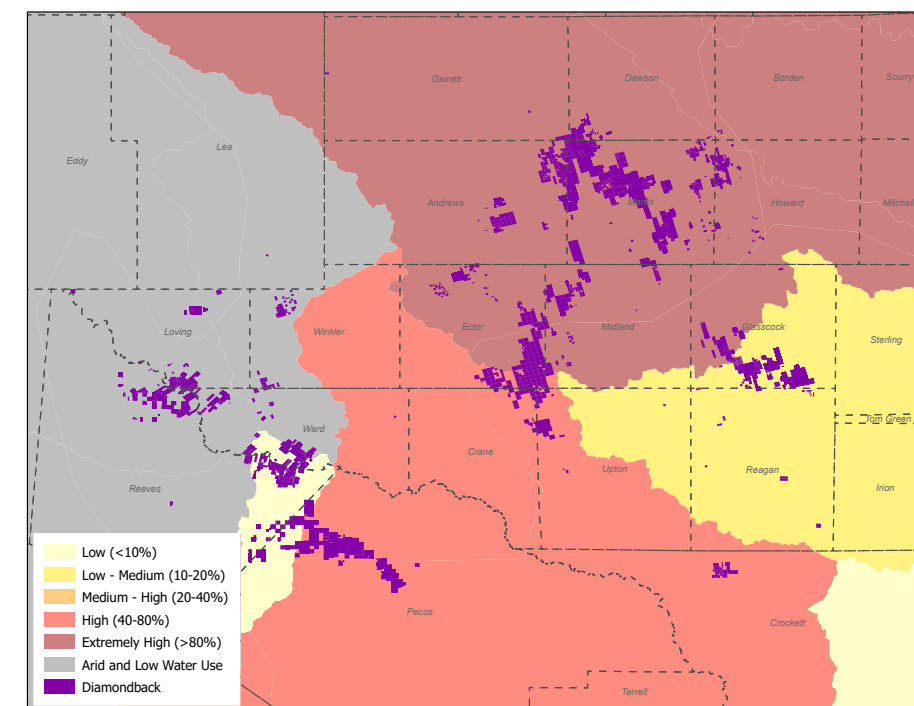 Gaines
Dawson
Borden
Scurry
Eddy
Lea
Andrews
Martin
Howard
Mitchell
Loving
Winkler
Ector
Midland
Glasscock
Sterling
Ward
Crane
Upton
Reagan
Tom Green
Irion
Reeves
Pecos
Crockett
Terrell
Low (<10%)
Low - Medium (10-20%)
Medium - High (20-40%)
High (40-80%)
Extremely High (>80%)
Arid and Low Water Use
Diamondback